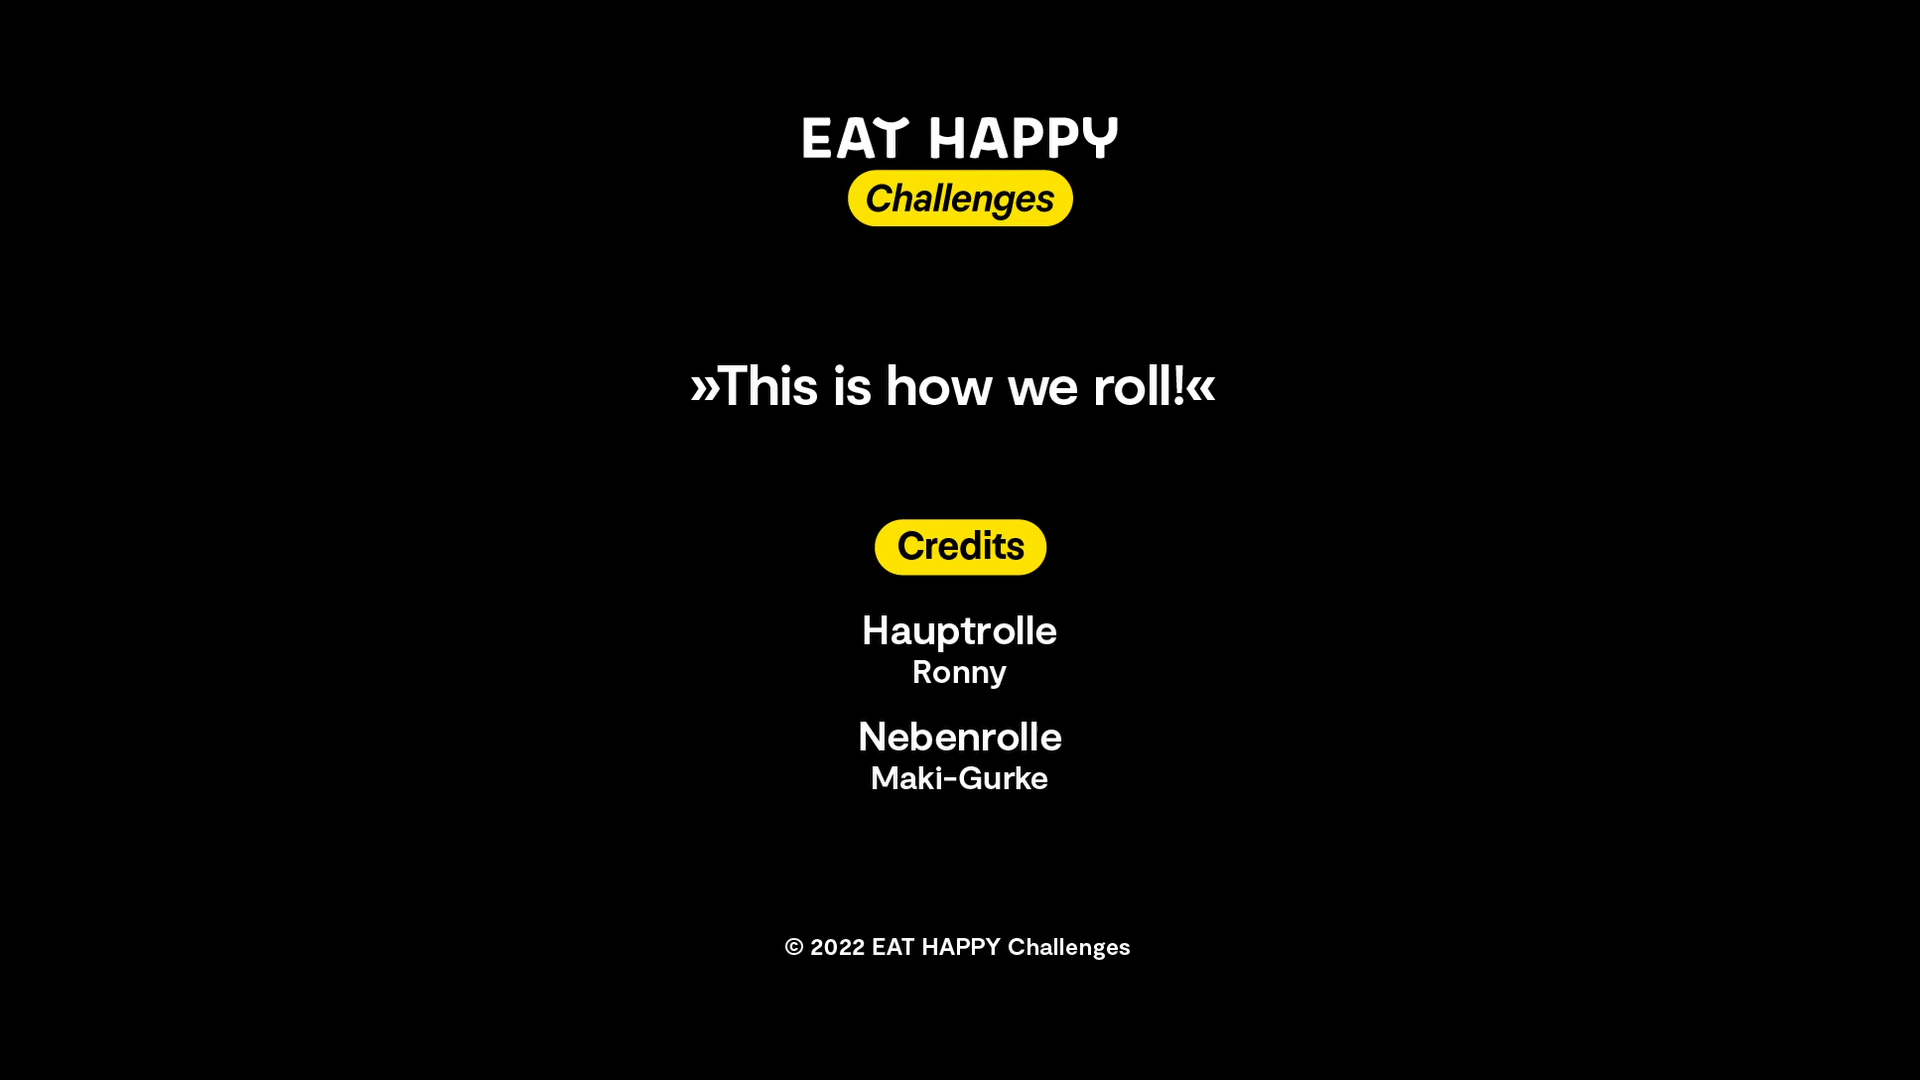 EAT HAPPY
Challenges
»This is how we roll!«
Credits
Hauptrolle
Ronny
Nebenrolle
Maki-Gurke
© 2022 EAT HAPPY Challenges